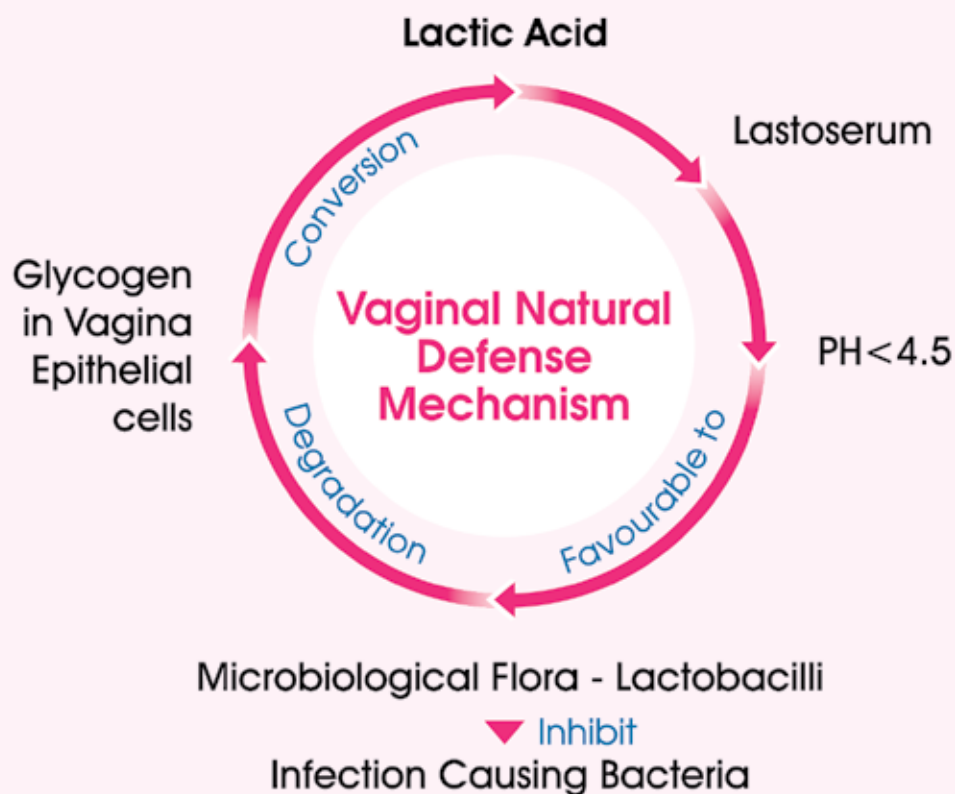 Lactic Acid
Lastoserum
Conversion
Glycogen
in Vagina
Epithelial
cells
Vaginal Natural
Defense
Mechanism
PH<4.5
Degradation
Favourable to
Microbiological Flora - Lactobacilli
Inhibit
Infection Causing Bacteria